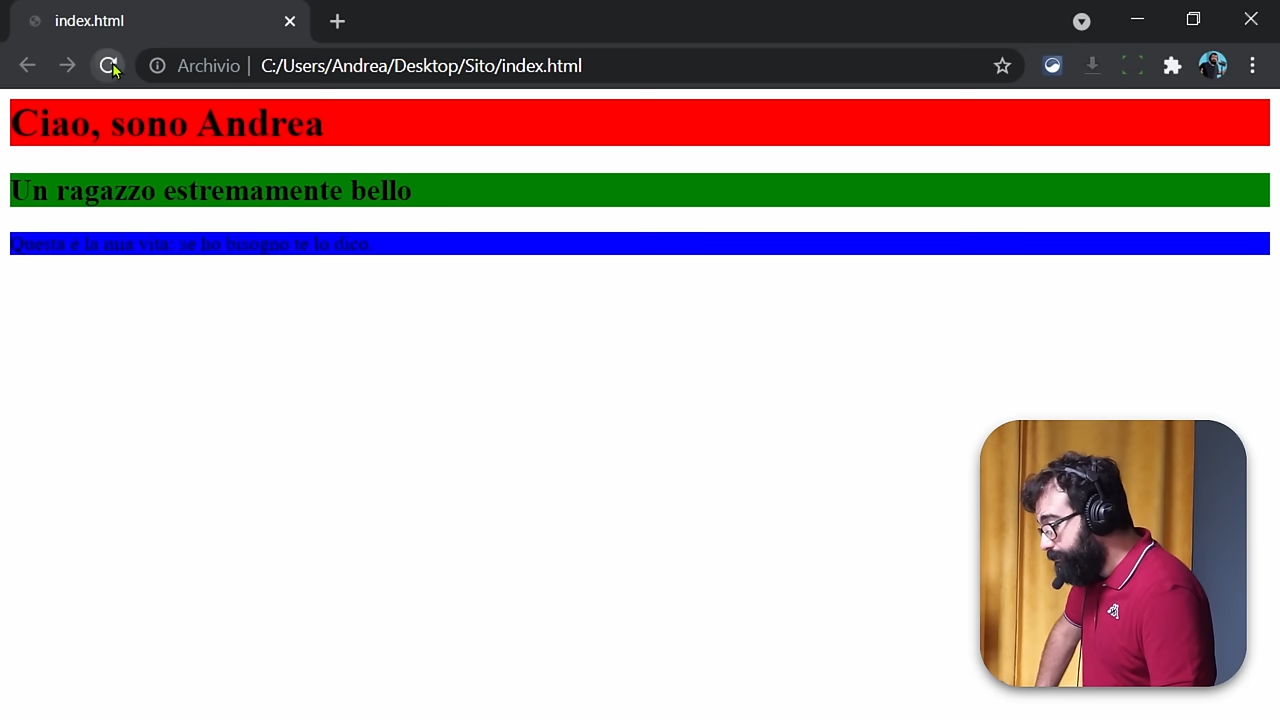 index.html
Archivio | C:/Users/Andrea/Desktop/Sito/index.html
Ciao, sono Andrea
Un ragazzo estremamente bello
Questa e la mia vita: se ho bisogno te lo dico.